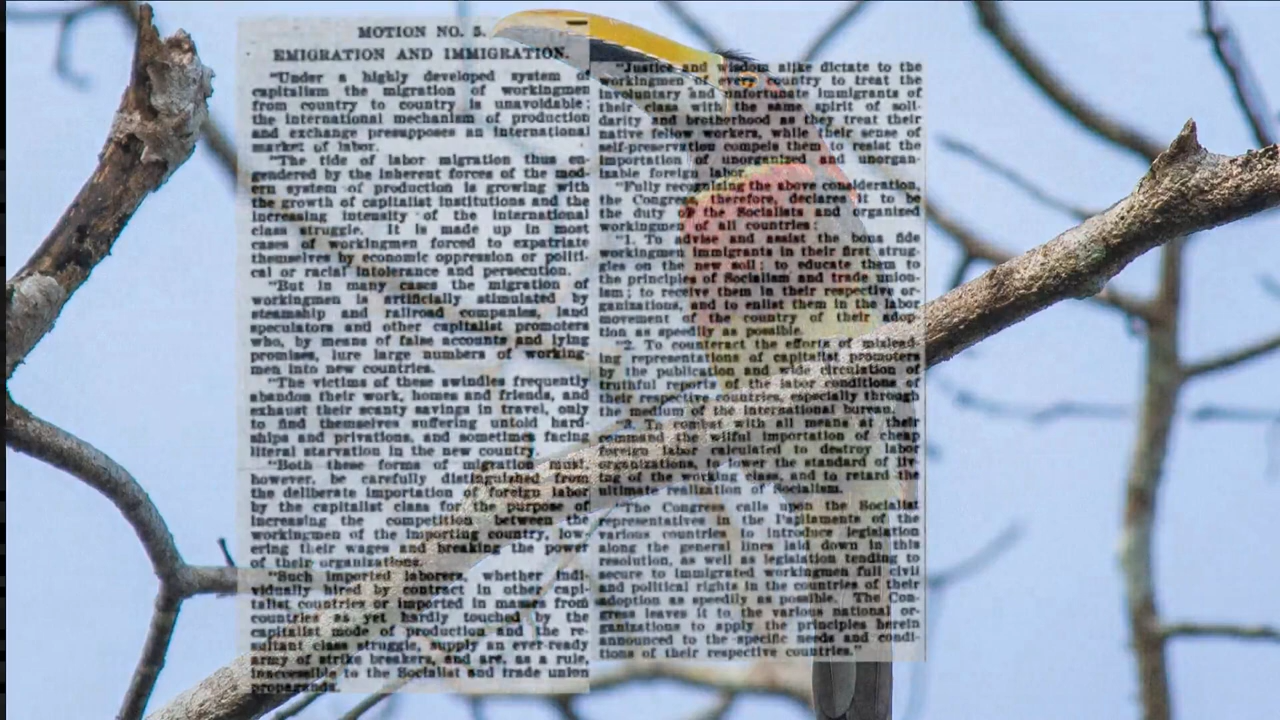 MOTION NO. 5.
EMIGRATION AND IMMIGRATION.
"Under a highly developed system of
capitalism the migration of workingmen
from country to country is unavoidable;
the international mechanism of production
and exchange presupposes an international
market of labor.
"The tide of labor migration thus en-
gendered by the inherent forces of the mod-
ern system of production is growing with
the growth of capitalist institutions and the
increasing intensity of the international
class struggle. It is made up in most
cases of workingmen forced to expatriate
themselves by economic oppression or politi-
cal or racial intolerance and persecution.
"But in many cases the migration of
workingmen is artificially stimulated by
steamship and railroad companies, land
speculators and other capitalist promoters
who, by means of false accounts and lying
promises, lure large numbers of working-
men into new countries.
"The victims of these swindles frequently
abandon their work, homes and friends, and
exhaust their scanty savings in travel, only
to find themselves suffering untold hard-
ships and privations, and sometimes facing
literal starvation in the new country.
"Both these forms of migration must,
however, be carefully distinguished from
the deliberate importation of foreign labor
by the capitalist class for the purpose of
increasing the competition between the
workingmen of the importing country, low-
ering their wages and breaking the power
of their organizations.
"Such imported laborers, whether indi-
vidually hired by contract in other capi-
talist countries or imported in masses from
countries as yet hardly touched by the
capitalist mode of production and the re-
sultant class struggle, supply an ever-ready
army of strike breakers, and are, as a rule,
inaccessible to the Socialist and trade union
propaganda.
"Justice and wisdom alike dictate to the
workingmen of every country to treat the
involuntary and unfortunate immigrants of
their class with the same spirit of soli-
darity and brotherhood as they treat their
native fellow workers, while their sense of
self-preservation compels them to resist the
importation of unorganized and unorgan-
izable foreign labor.
"Fully recognizing the above consideration,
the Congress, therefore, declares it to be
the duty of the Socialists and organized
workingmen of all countries:
"1. To advise and assist the bona fide
workingmen immigrants in their first strug-
gles on the new soil; to educate them to
the principles of Socialism and trade union-
ism; to receive them in their respective or-
ganizations, and to enlist them in the labor
movement of the country of their adop-
tion as speedily as possible.
"2. To counteract the efforts of mislead-
ing representations of capitalist promoters
by the publication and wide circulation of
truthful reports of the labor conditions of
their respective countries, especially through
the medium of the international bureau.
"3. To combat with all means at their
command the wilful importation of cheap
foreign labor calculated to destroy labor
organizations, to lower the standard of liv-
ing of the working class, and to retard the
ultimate realization of Socialism.
"The Congress calls upon the Socialist
representatives in the Parliaments of the
various countries to introduce legislation
along the general lines laid down in this
resolution, as well as legislation tending to
secure to immigrated workingmen full civil
and political rights in the countries of their
adoption as speedily as possible. The Con-
gress leaves it to the various national or-
ganizations to apply the principles herein
announced to the specific needs and condi-
tions of their respective countries."